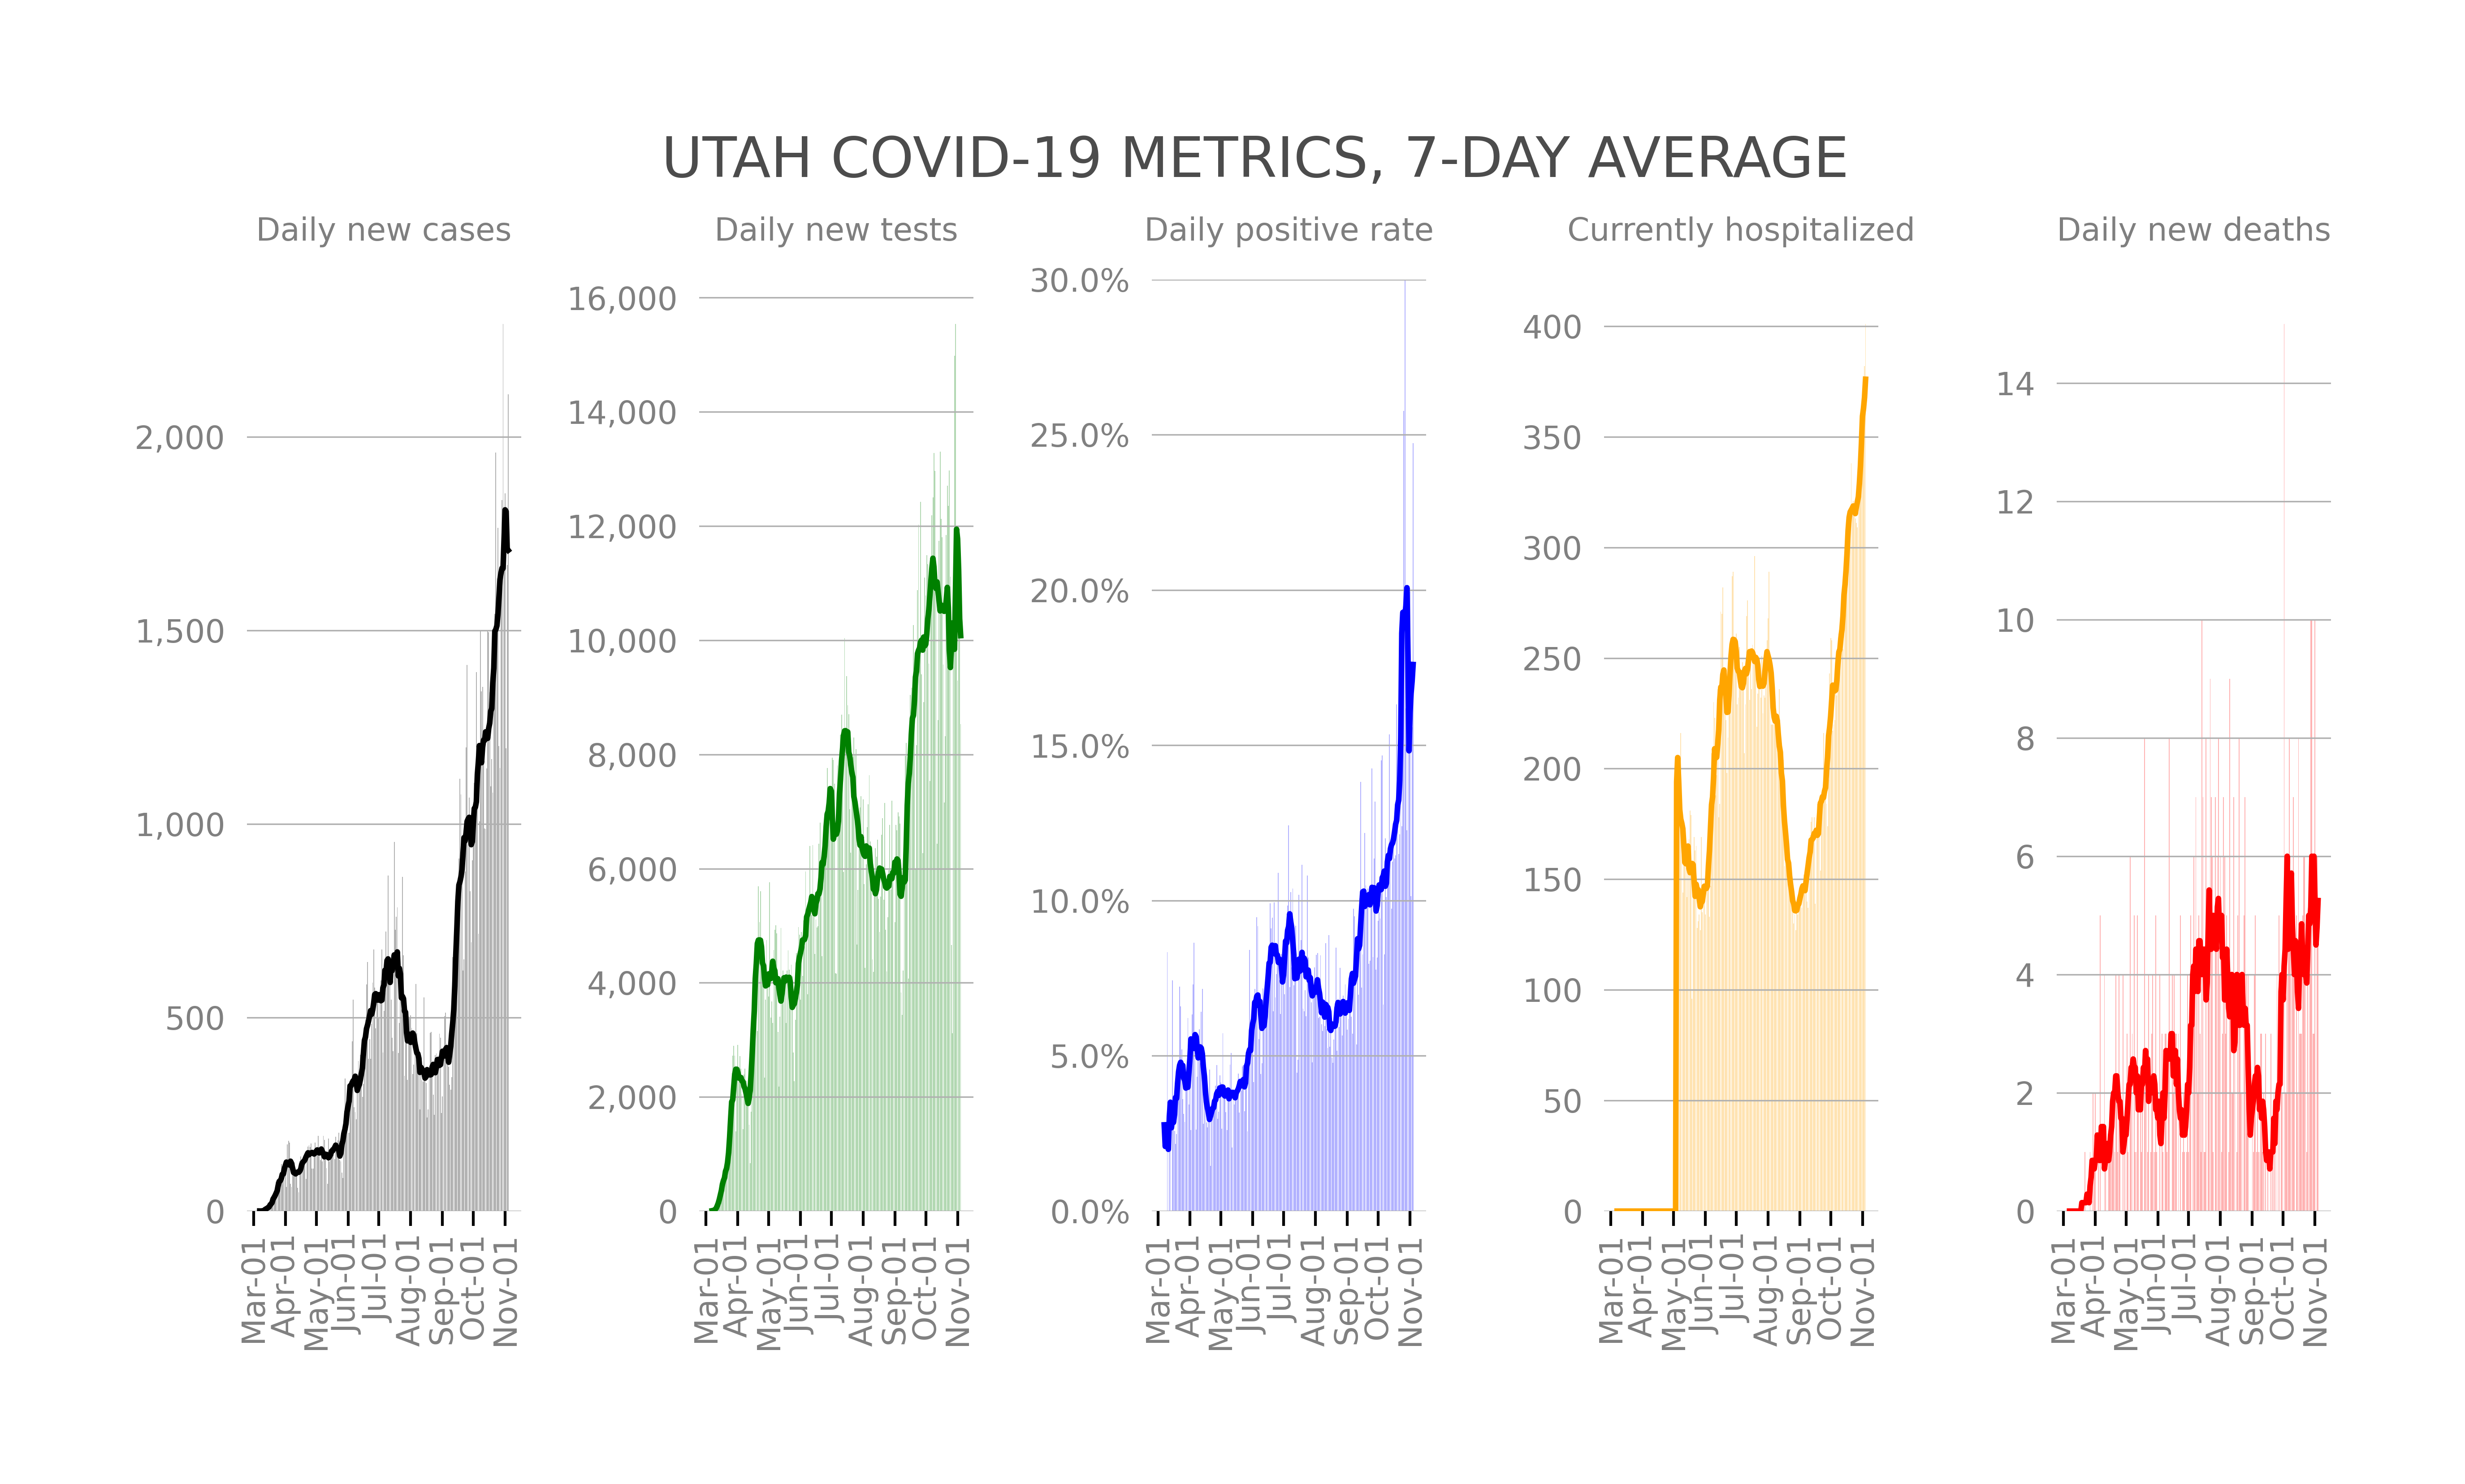 UTAH COVID-19 METRICS, 7-DAY AVERAGE
Daily new cases
2,000
1,500
1,000
500
0
Mar-01
Apr-01
May-01
Jun-01
Jul-01
Aug-01
Sep-01
Oct-01
Nov-01
Daily new tests
16,000
14,000
12,000
10,000
8,000
6,000
4,000
2,000
0
Mar-01
Apr-01
May-01
Jun-01
Jul-01
Aug-01
Sep-01
Oct-01
Nov-01
Daily positive rate
30.0%
25.0%
20.0%
15.0%
10.0%
5.0%
0.0%
Mar-01
Apr-01
May-01
Jun-01
Jul-01
Aug-01
Sep-01
Oct-01
Nov-01
Currently hospitalized
400
350
300
250
200
150
100
50
0
Mar-01
Apr-01
May-01
Jun-01
Jul-01
Aug-01
Sep-01
Oct-01
Nov-01
Daily new deaths
14
12
10
8
6
4
2
0
Mar-01
Apr-01
May-01
Jun-01
Jul-01
Aug-01
Sep-01
Oct-01
Nov-01